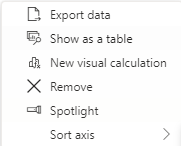 Export data
Show as a table
New visual calculation
Remove
Spotlight
Sort axis